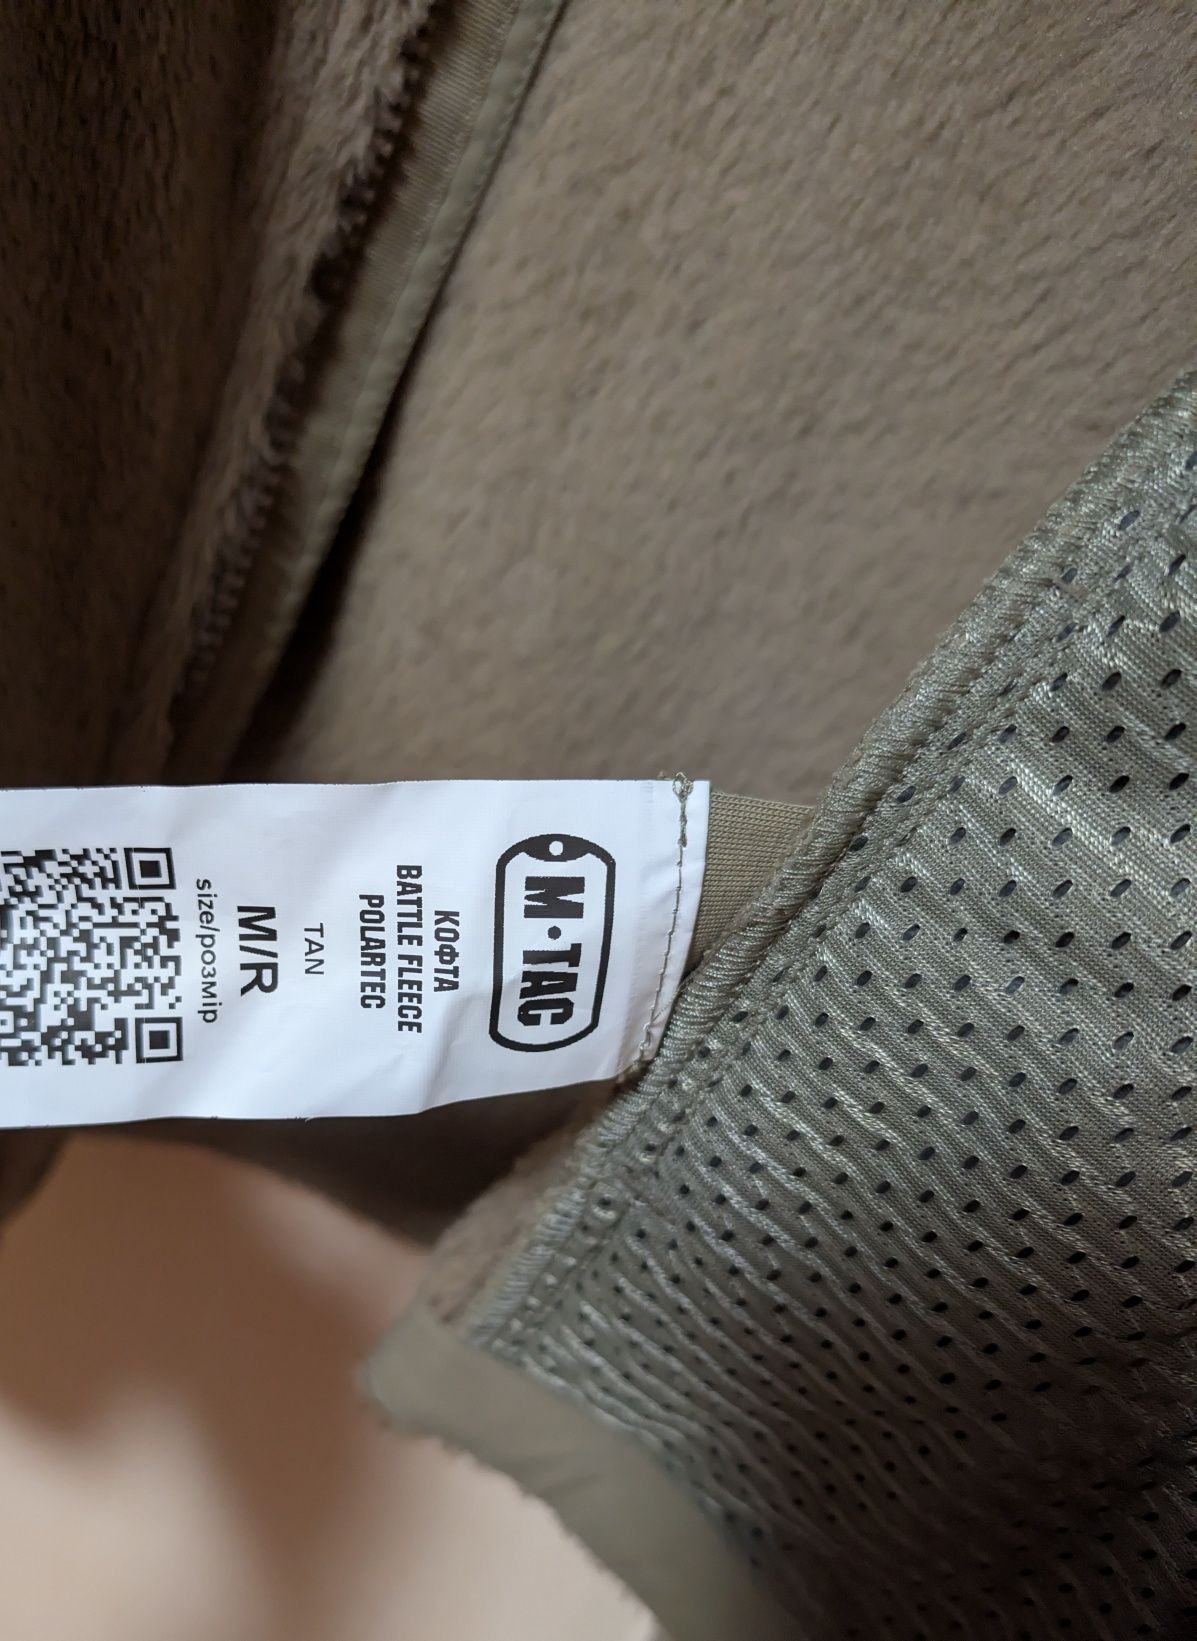 M·TAC
КОФТА
BATTLE FLEECE
POLARTEC
TAN
M/R
size/розмір